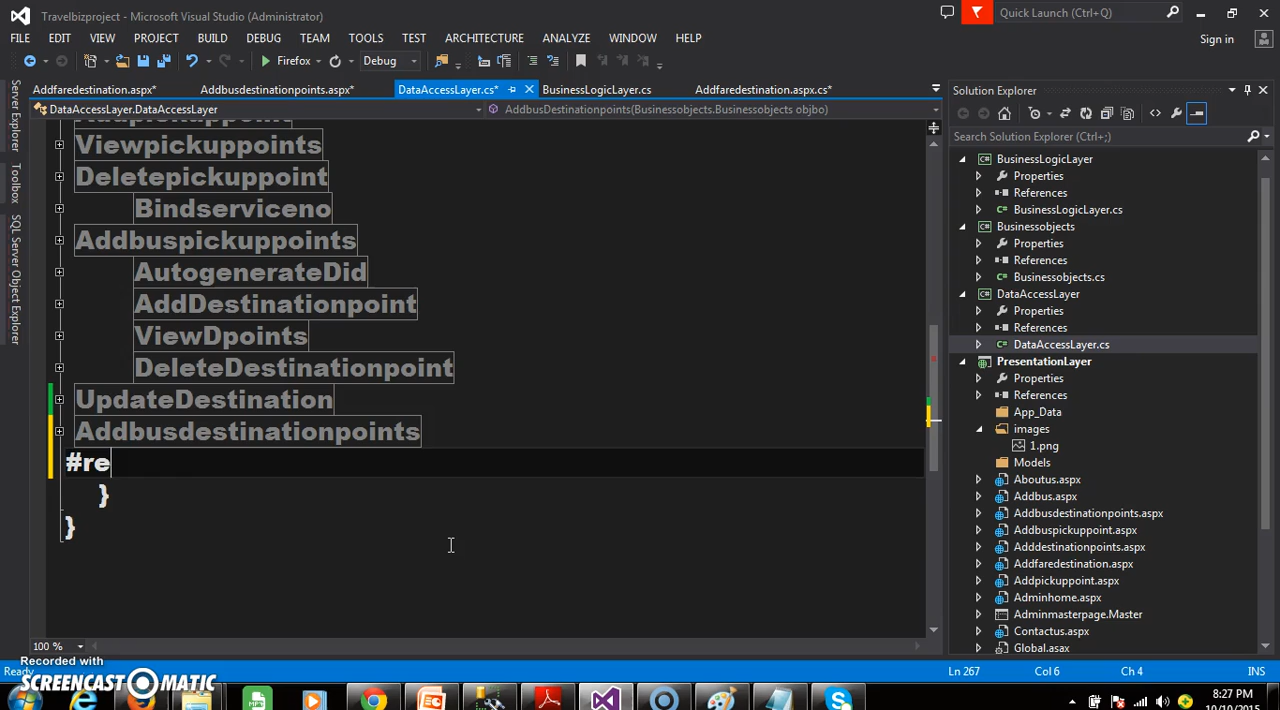 Travelbizproject - Microsoft Visual Studio (Administrator)
Quick Launch (Ctrl+Q)
FILE EDIT VIEW PROJECT BUILD DEBUG TEAM TOOLS TEST ARCHITECTURE ANALYZE WINDOW HELP
Sign in
Firefox Debug
Addfaredestination.aspx* Addbusdestinationpoints.aspx* DataAccessLayer.cs* BusinessLogicLayer.cs Addfaredestination.aspx.cs*
DataAccessLayer.DataAccessLayer AddbusDestinationpoints(Businessobjects.Businessobjects objbo)
Server Explorer
Toolbox
SQL Server Object Explorer
Viewpickuppoints
Deletepickuppoint
Bindserviceno
Addbuspickuppoints
AutogenerateDid
AddDestinationpoint
ViewDpoints
DeleteDestinationpoint
UpdateDestination
Addbusdestinationpoints
#re
}
}
100 %
Solution Explorer
Search Solution Explorer (Ctrl+;)
BusinessLogicLayer
Properties
References
BusinessLogicLayer.cs
Businessobjects
Properties
References
Businessobjects.cs
DataAccessLayer
Properties
References
DataAccessLayer.cs
PresentationLayer
Properties
References
App_Data
images
1.png
Models
Aboutus.aspx
Addbus.aspx
Addbusdestinationpoints.aspx
Addbuspickuppoint.aspx
Adddestinationpoints.aspx
Addfaredestination.aspx
Addpickuppoint.aspx
Adminhome.aspx
Adminmasterpage.Master
Contactus.aspx
Global.asax
Ready Ln 267 Col 6 Ch 4 INS
Recorded with
SCREENCAST MATIC
8:27 PM
10/10/2015